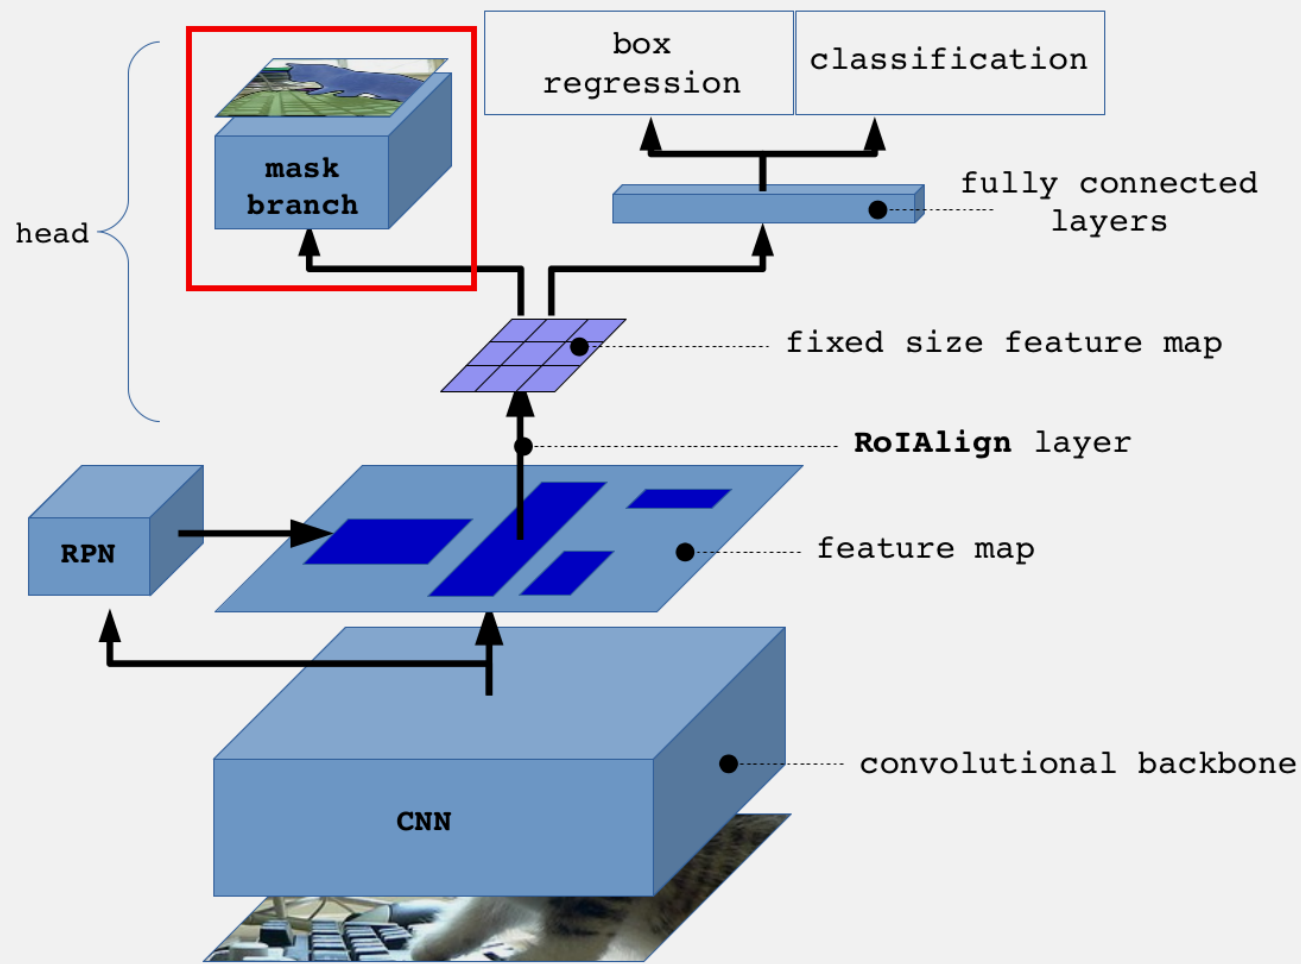 box
regression
classification
mask
branch
fully connected
layers
head
fixed size feature map
RoIAlign layer
RPN
feature map
convolutional backbone
CNN